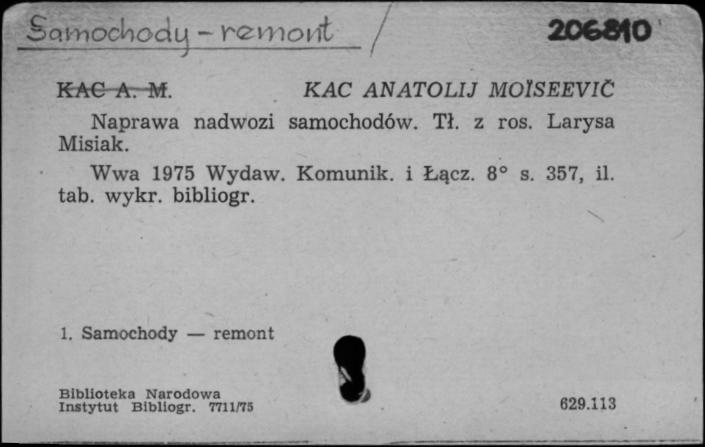 Samochody - remont / 206810
KAC A. M. KAC ANATOLIJ MOÏSEEVIČ
Naprawa nadwozi samochodów. Tł. z ros. Larysa
Misiak.
Wwa 1975 Wydaw. Komunik. i Łącz. 8° s. 357, il.
tab. wykr. bibliogr.
1. Samochody — remont
Biblioteka Narodowa
Instytut Bibliogr. 7711/75 629.113